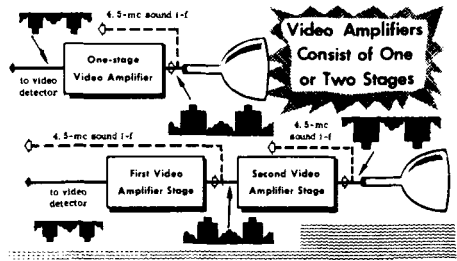 4.5-mc sound i-f
Video Amplifiers
Consist of One
or Two Stages
One-stage
Video Amplifier
to video
detector
4.5-mc sound i-f
4.5-mc
sound i-f
First Video
Amplifier Stage
Second Video
Amplifier Stage
to video
detector